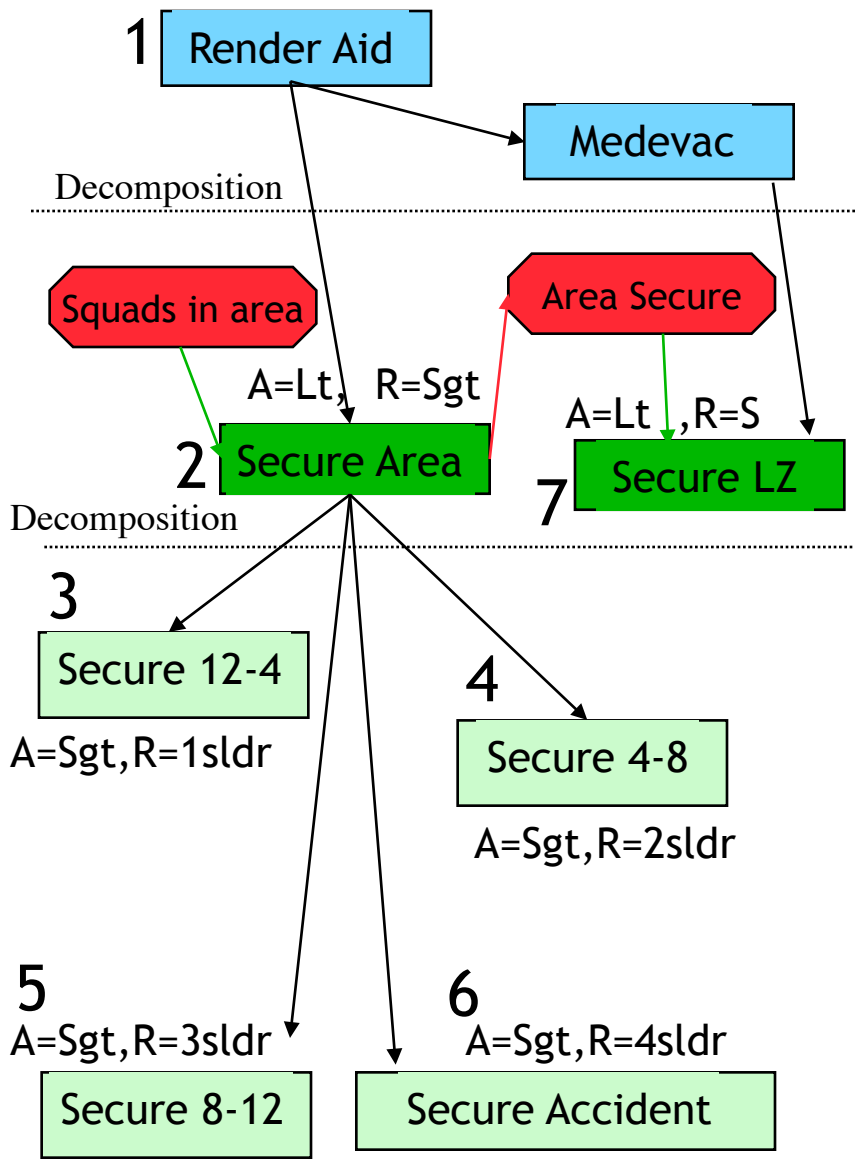 1
Render Aid
Medevac
Decomposition
Squads in area
Area Secure
A=Lt, R=Sgt
A=Lt ,R=S
2
Secure Area
7
Secure LZ
Decomposition
3
Secure 12-4
A=Sgt,R=1sldr
4
Secure 4-8
A=Sgt,R=2sldr
5
A=Sgt,R=3sldr
Secure 8-12
6
A=Sgt,R=4sldr
Secure Accident